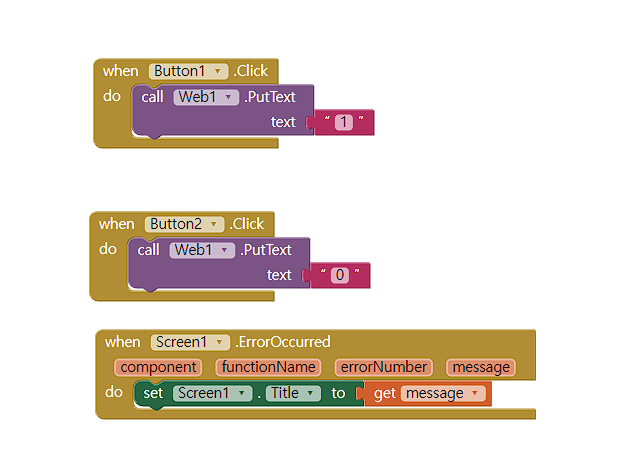 when Button1 .Click
do call Web1 .PutText
text " 1 "
when Button2 .Click
do call Web1 .PutText
text " 0 "
when Screen1 .ErrorOccurred
component functionName errorNumber message
do set Screen1 . Title to get message